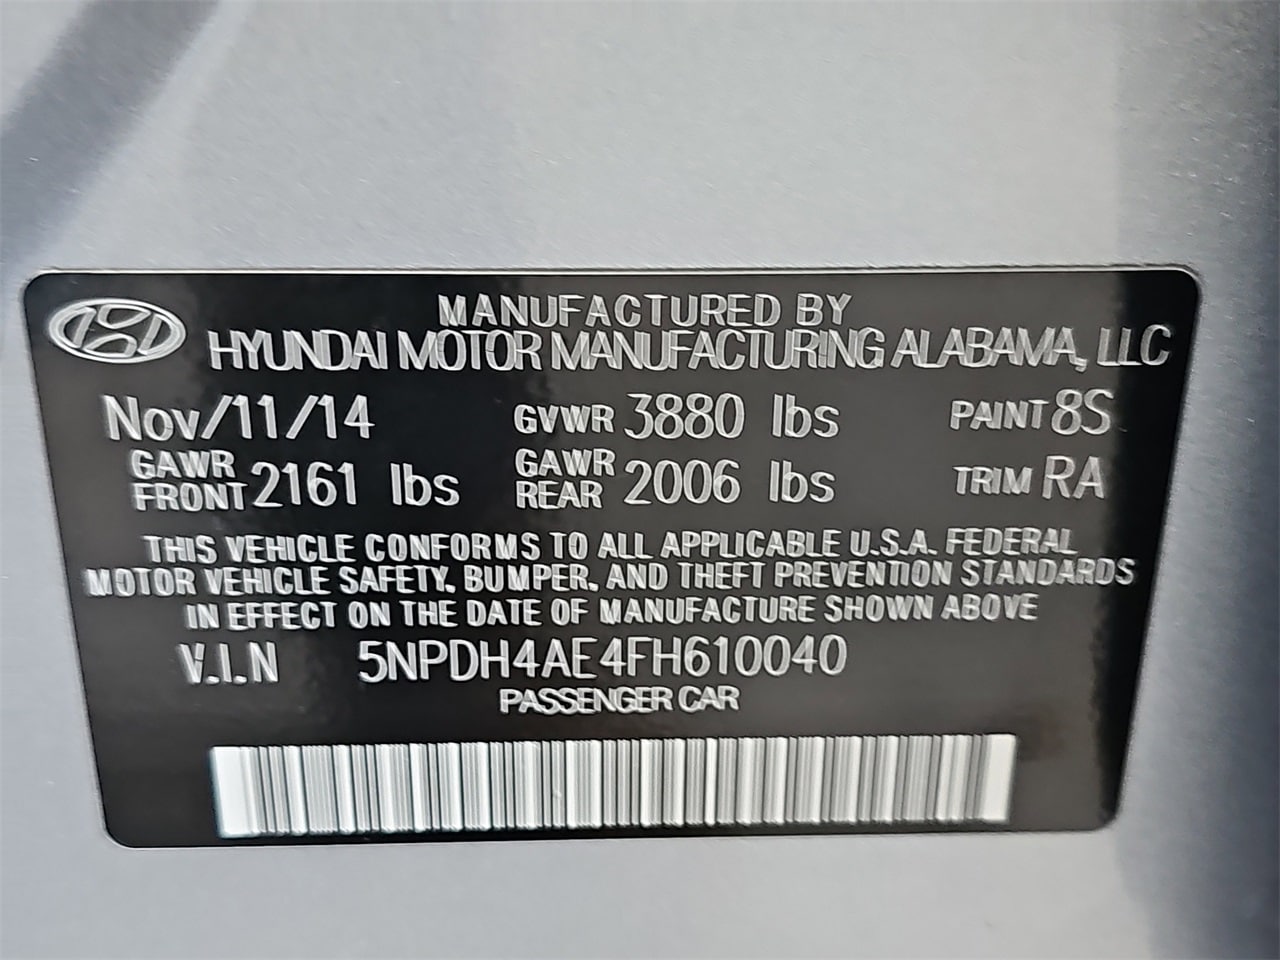 MANUFACTURED BY
HYUNDAI MOTOR MANUFACTURING ALABAMA, LLC
Nov/11/14 GVWR 3880 lbs PAINT 8S
GAWR FRONT 2161 lbs GAWR REAR 2006 lbs TRIM RA
THIS VEHICLE CONFORMS TO ALL APPLICABLE U.S.A. FEDERAL
MOTOR VEHICLE SAFETY, BUMPER, AND THEFT PREVENTION STANDARDS
IN EFFECT ON THE DATE OF MANUFACTURE SHOWN ABOVE
V.I.N 5NPDH4AE4FH610040
PASSENGER CAR